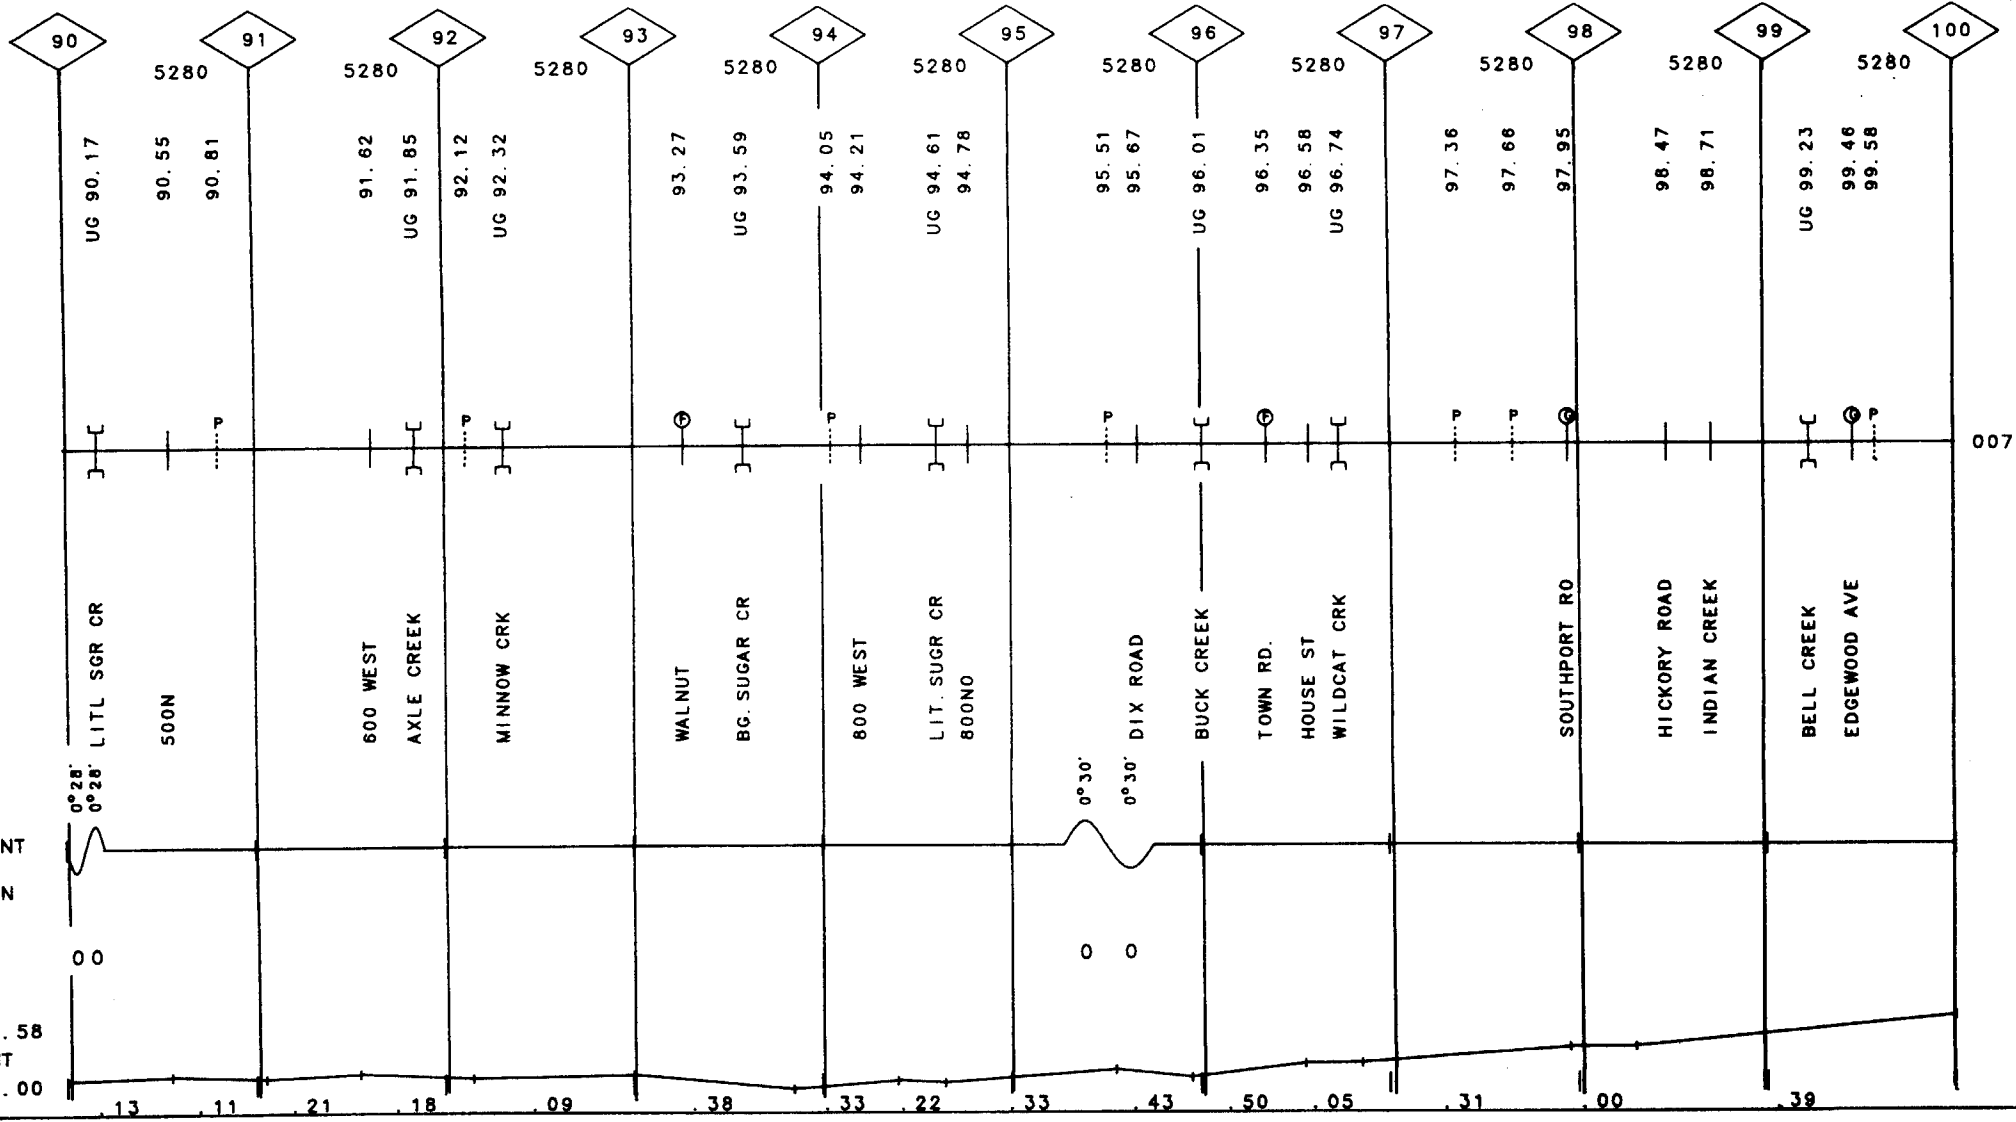 90 91 92 93 94 95 96 97 98 99 100
5280 5280 5280 5280 5280 5280 5280 5280 5280 5280
UG 90.17
90.55
90.81
91.62
UG 91.85
92.12
UG 92.32
93.27
UG 93.59
94.05
94.21
UG 94.61
94.78
95.51
95.67
UG 96.01
96.35
96.58
UG 96.74
97.36
97.66
97.95
98.47
98.71
UG 99.23
99.46
99.58
P P F P P F P P G G P
007
LITL SGR CR
500N
600 WEST
AXLE CREEK
MINNOW CRK
WALNUT
BG. SUGAR CR
800 WEST
LIT. SUGR CR
800NO
DIX ROAD
BUCK CREEK
TOWN RD.
HOUSE ST
WILDCAT CRK
SOUTHPORT RO
HICKORY ROAD
INDIAN CREEK
BELL CREEK
EDGEWOOD AVE
0°28'
0°28'
0°30'
0°30'
NT
N
0 0 0 0
.58
CT
.00
.13 .11 .21 .18 .09 .38 .33 .22 .33 .43 .50 .05 .31 .00 .39